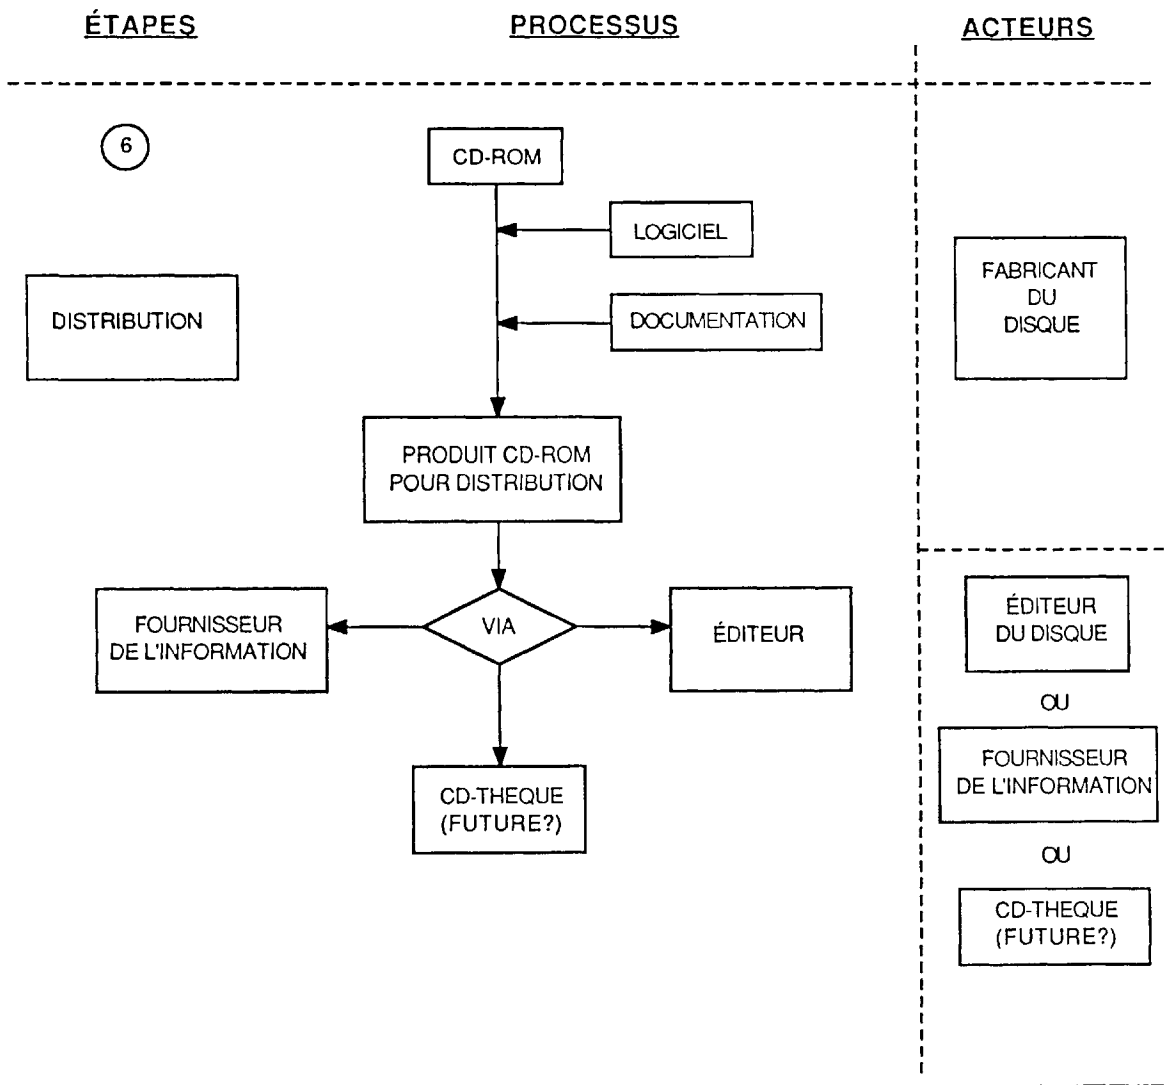 ÉTAPES
PROCESSUS
ACTEURS
6
CD-ROM
LOGICIEL
DISTRIBUTION
DOCUMENTATION
FABRICANT
DU
DISQUE
PRODUIT CD-ROM
POUR DISTRIBUTION
FOURNISSEUR
DE L'INFORMATION
VIA
ÉDITEUR
CD-THEQUE
(FUTURE?)
ÉDITEUR
DU DISQUE
OU
FOURNISSEUR
DE L'INFORMATION
OU
CD-THEQUE
(FUTURE?)